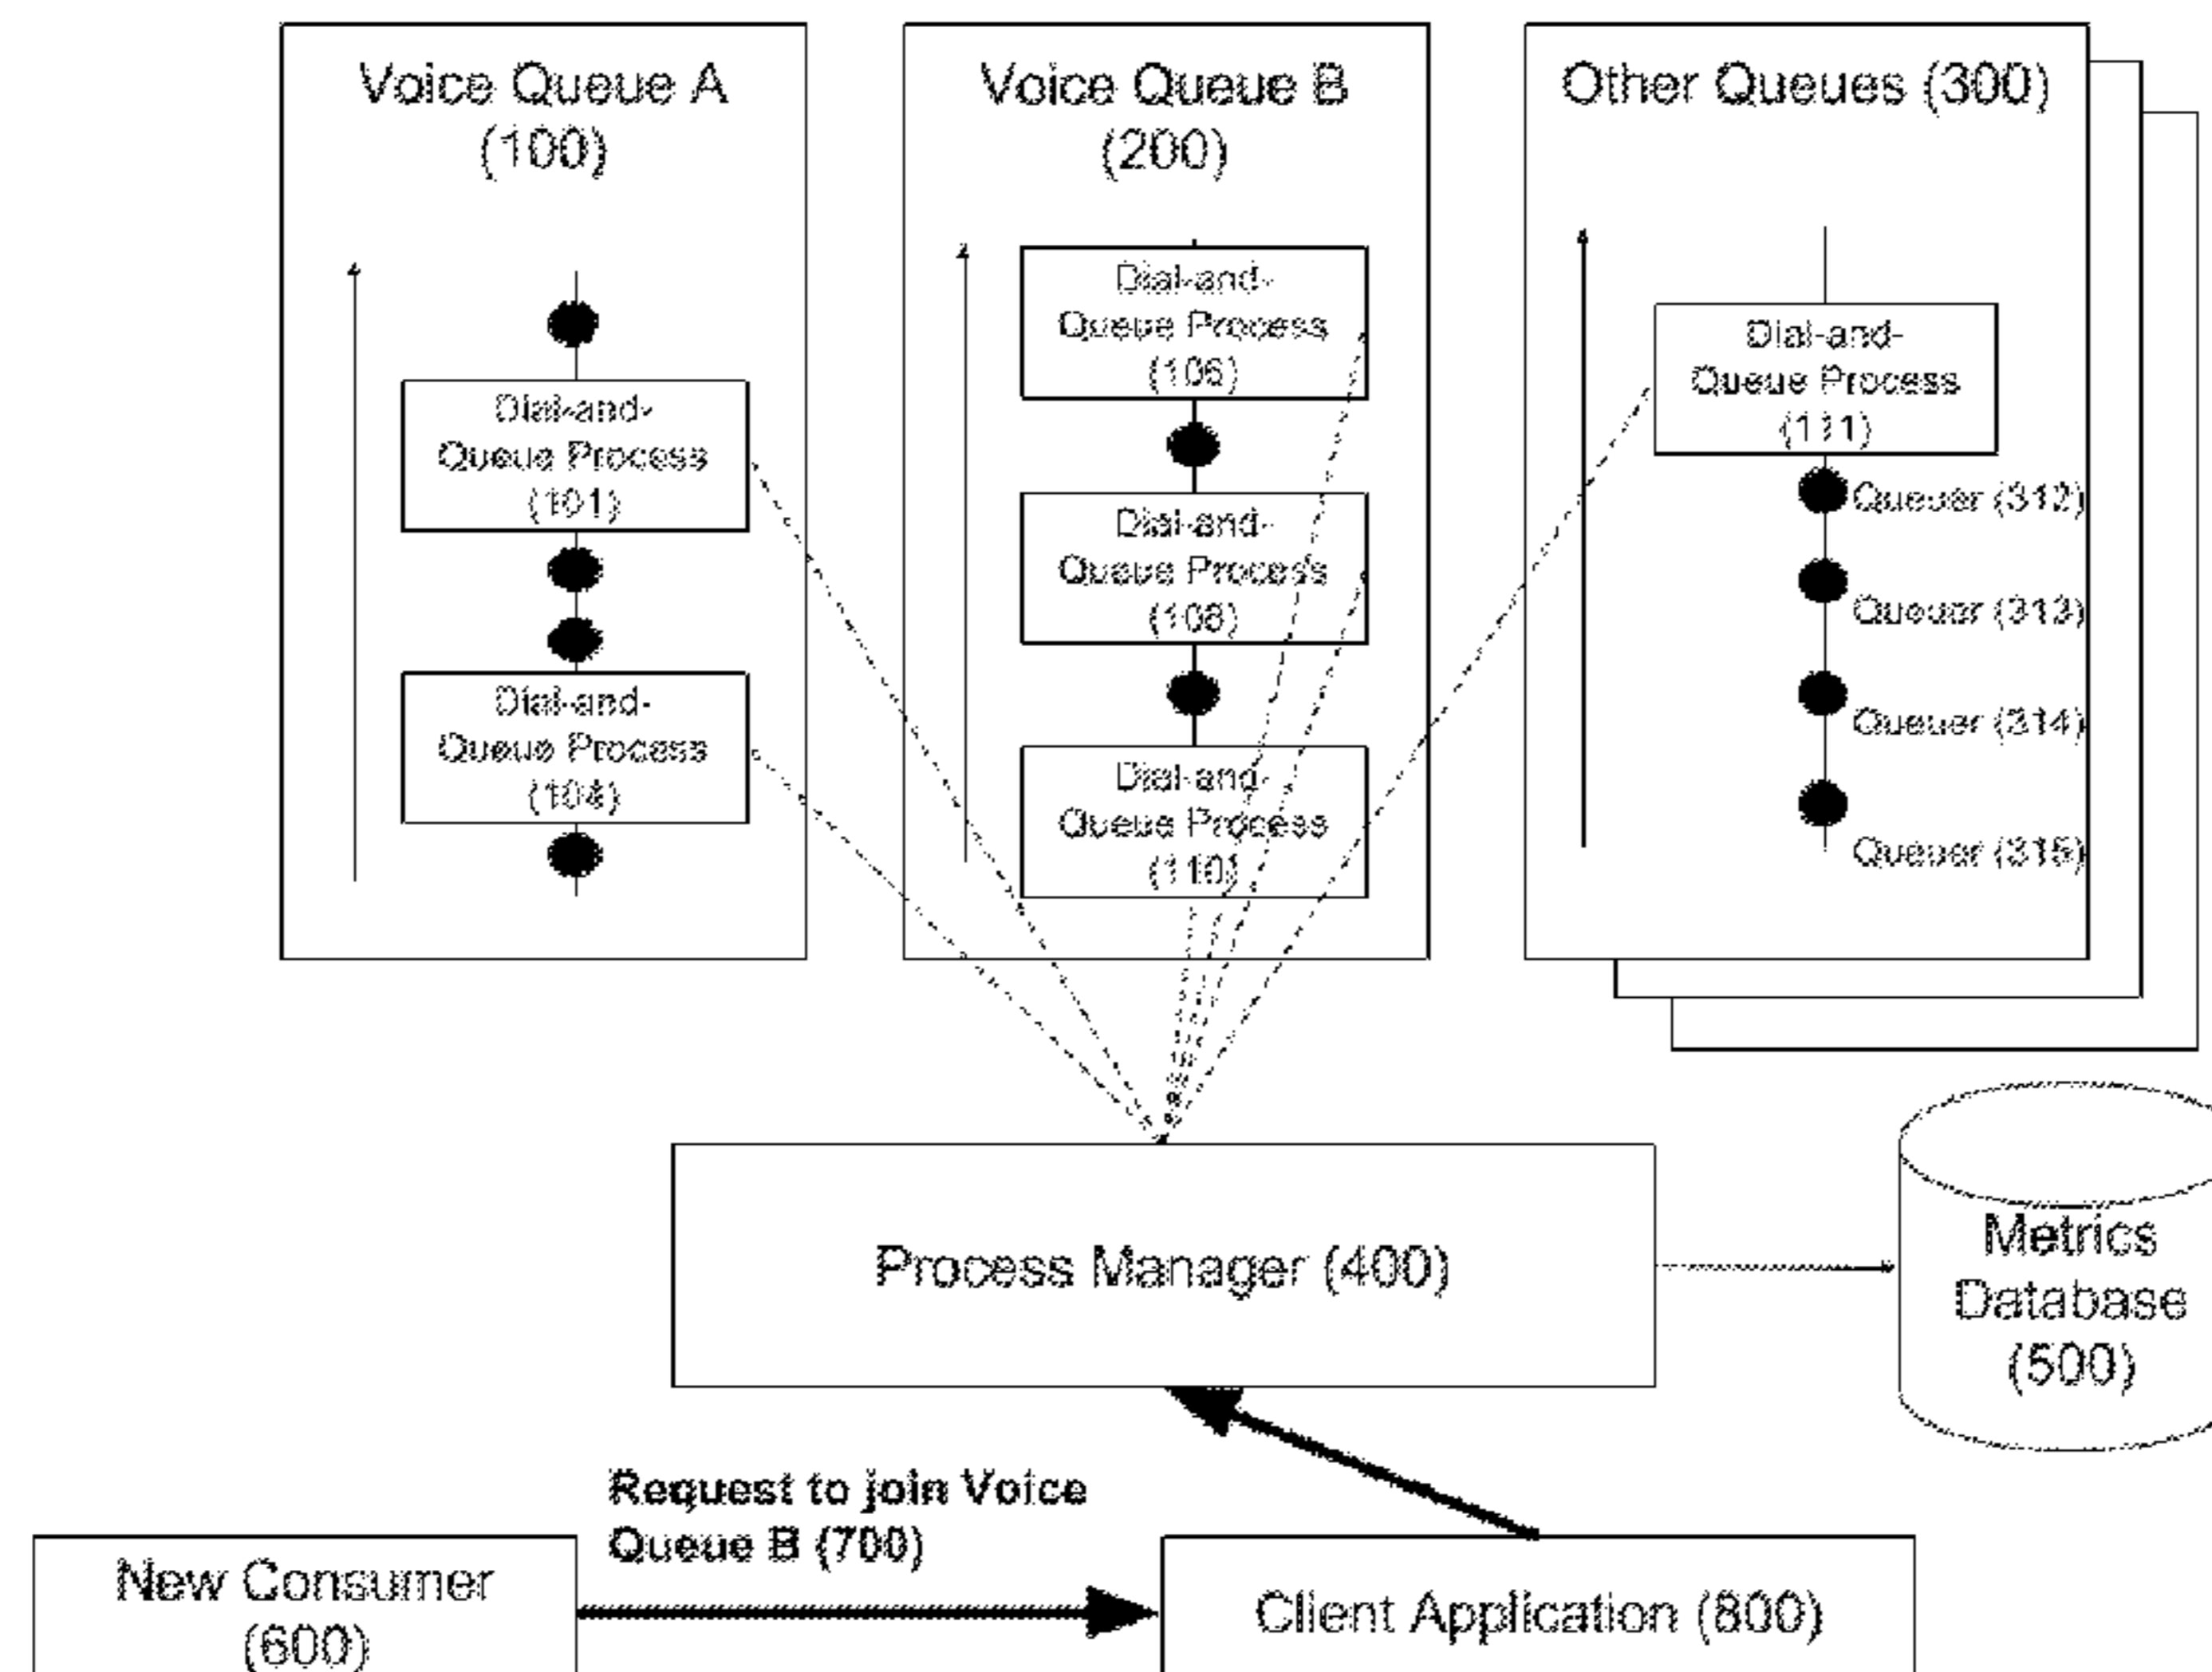 Voice Queue A
(100)
Dial-and-
Queue Process
(101)
Dial-and-
Queue Process
(104)
Voice Queue B
(200)
Dial-and-
Queue Process
(106)
Dial-and-
Queue Process
(108)
Dial-and-
Queue Process
(110)
Other Queues (300)
Dial-and-
Queue Process
(111)
Queuer (312)
Queuer (313)
Queuer (314)
Queuer (315)
Process Manager (400)
Metrics
Database
(500)
Request to join Voice
Queue B (700)
New Consumer
(600)
Client Application (800)